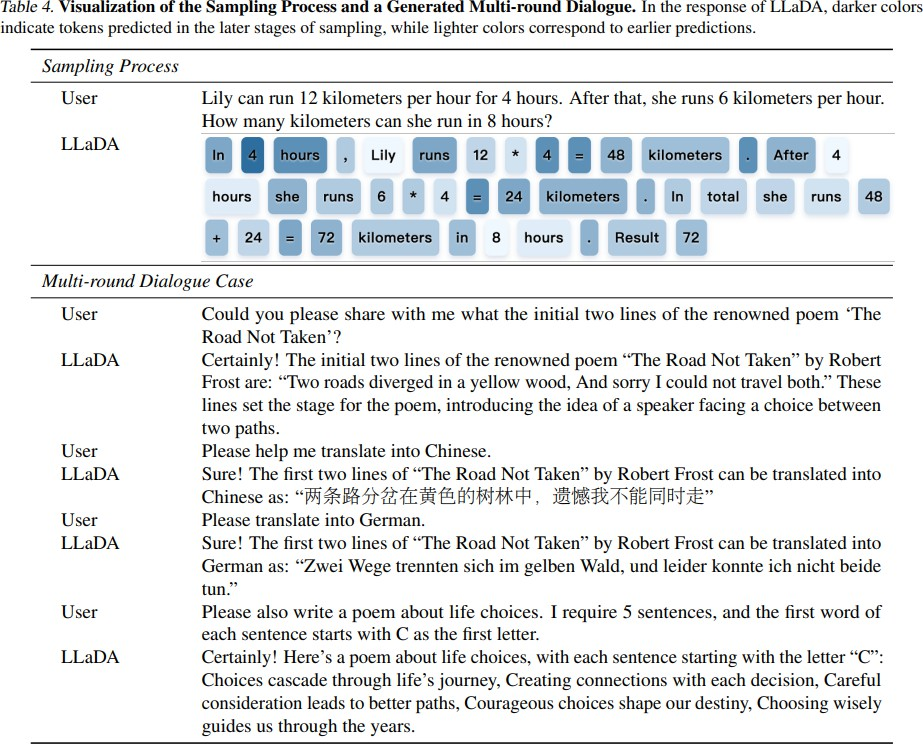 Table 4. Visualization of the Sampling Process and a Generated Multi-round Dialogue. In the response of LLaDA, darker colors
indicate tokens predicted in the later stages of sampling, while lighter colors correspond to earlier predictions.
Sampling Process
User Lily can run 12 kilometers per hour for 4 hours. After that, she runs 6 kilometers per hour.
How many kilometers can she run in 8 hours?
LLaDA In 4 hours , Lily runs 12 * 4 = 48 kilometers . After 4
hours she runs 6 * 4 = 24 kilometers . In total she runs 48
+ 24 = 72 kilometers in 8 hours . Result 72
Multi-round Dialogue Case
User Could you please share with me what the initial two lines of the renowned poem ‘The
Road Not Taken’?
LLaDA Certainly! The initial two lines of the renowned poem “The Road Not Taken” by Robert
Frost are: “Two roads diverged in a yellow wood, And sorry I could not travel both.” These
lines set the stage for the poem, introducing the idea of a speaker facing a choice between
two paths.
User Please help me translate into Chinese.
LLaDA Sure! The first two lines of “The Road Not Taken” by Robert Frost can be translated into
Chinese as: “两条路分岔在黄色的树林中，遗憾我不能同时走”
User Please translate into German.
LLaDA Sure! The first two lines of “The Road Not Taken” by Robert Frost can be translated into
German as: “Zwei Wege trennten sich im gelben Wald, und leider konnte ich nicht beide
tun.”
User Please also write a poem about life choices. I require 5 sentences, and the first word of
each sentence starts with C as the first letter.
LLaDA Certainly! Here’s a poem about life choices, with each sentence starting with the letter “C”:
Choices cascade through life’s journey, Creating connections with each decision, Careful
consideration leads to better paths, Courageous choices shape our destiny, Choosing wisely
guides us through the years.